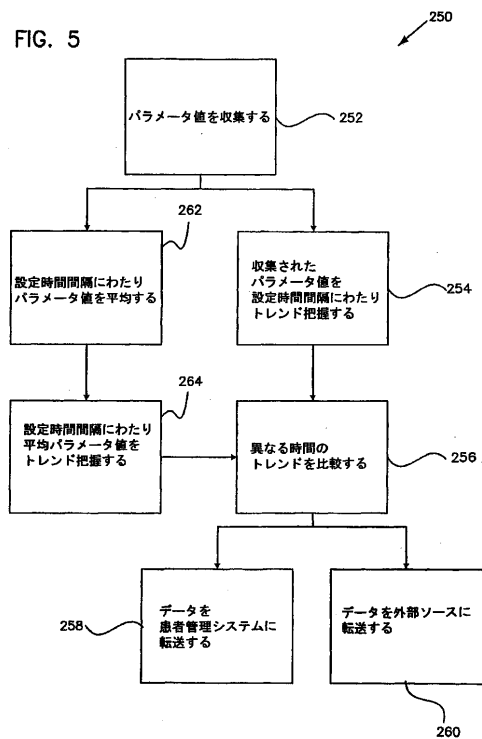 FIG. 5
250
パラメータ値を収集する
252
262
設定時間間隔にわたり
パラメータ値を平均する
収集された
パラメータ値を
設定時間間隔にわたり
トレンド把握する
254
264
設定時間間隔にわたり
平均パラメータ値を
トレンド把握する
異なる時間の
トレンドを比較する
256
258
データを
患者管理システムに
転送する
データを外部ソースに
転送する
260